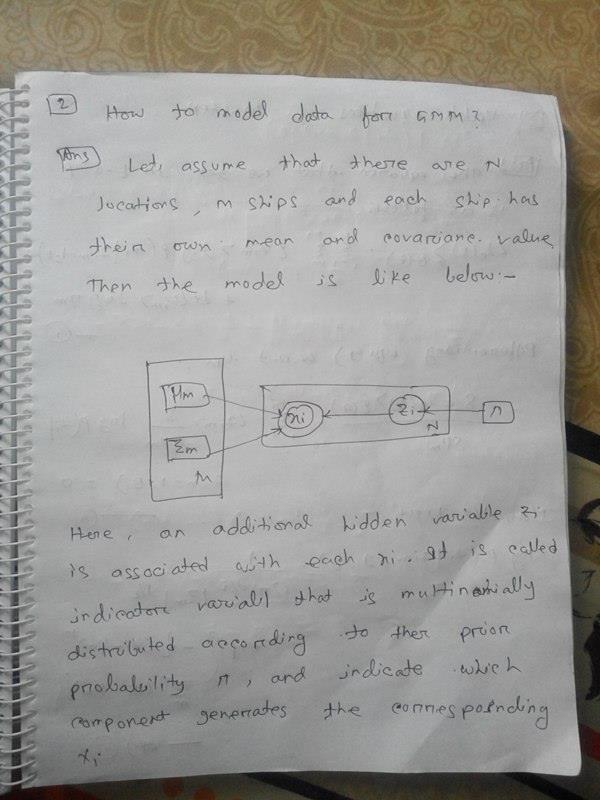 2 How to model data for GMM?
Ans Let, assume that there are N
locations, m ships and each ship has
their own mean and covarianc value.
Then the model is like below:-
μm
xi
zi
π
Σm
N
M
Here, an additional hidden variable zi
is associated with each xi. It is called
indicator variabl that is multinomially
distributed according to ther prior
probability π, and indicate which
component generates the corresponding
xi